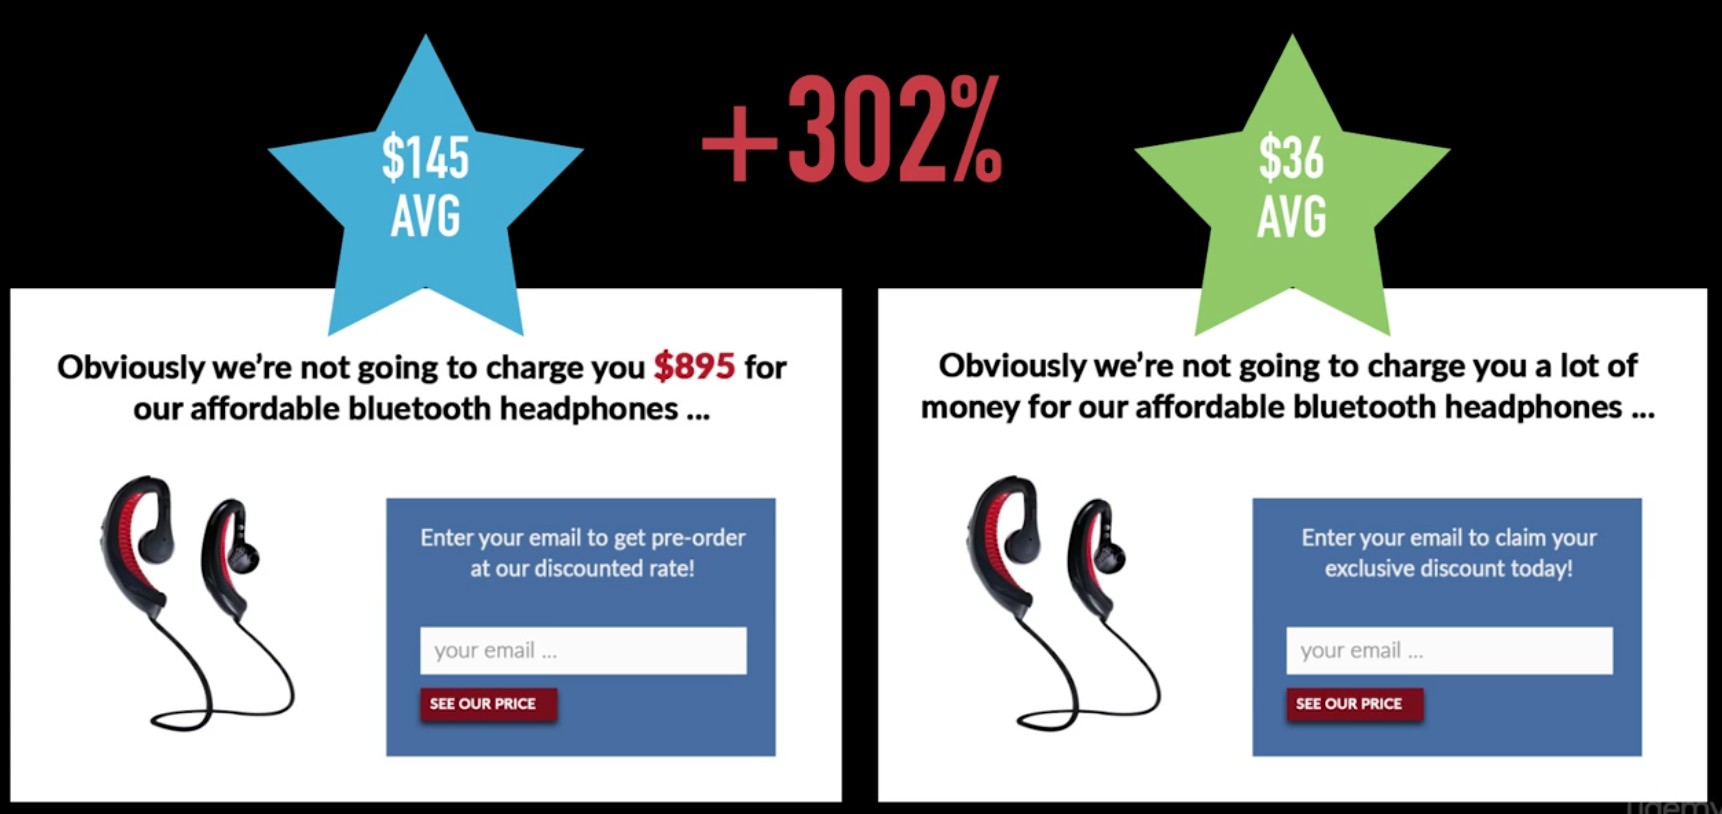 $145
AVG
+302%
$36
AVG
Obviously we're not going to charge you $895 for
our affordable bluetooth headphones ...
Enter your email to get pre-order
at our discounted rate!
your email ...
SEE OUR PRICE
Obviously we're not going to charge you a lot of
money for our affordable bluetooth headphones ...
Enter your email to claim your
exclusive discount today!
your email ...
SEE OUR PRICE
udemy